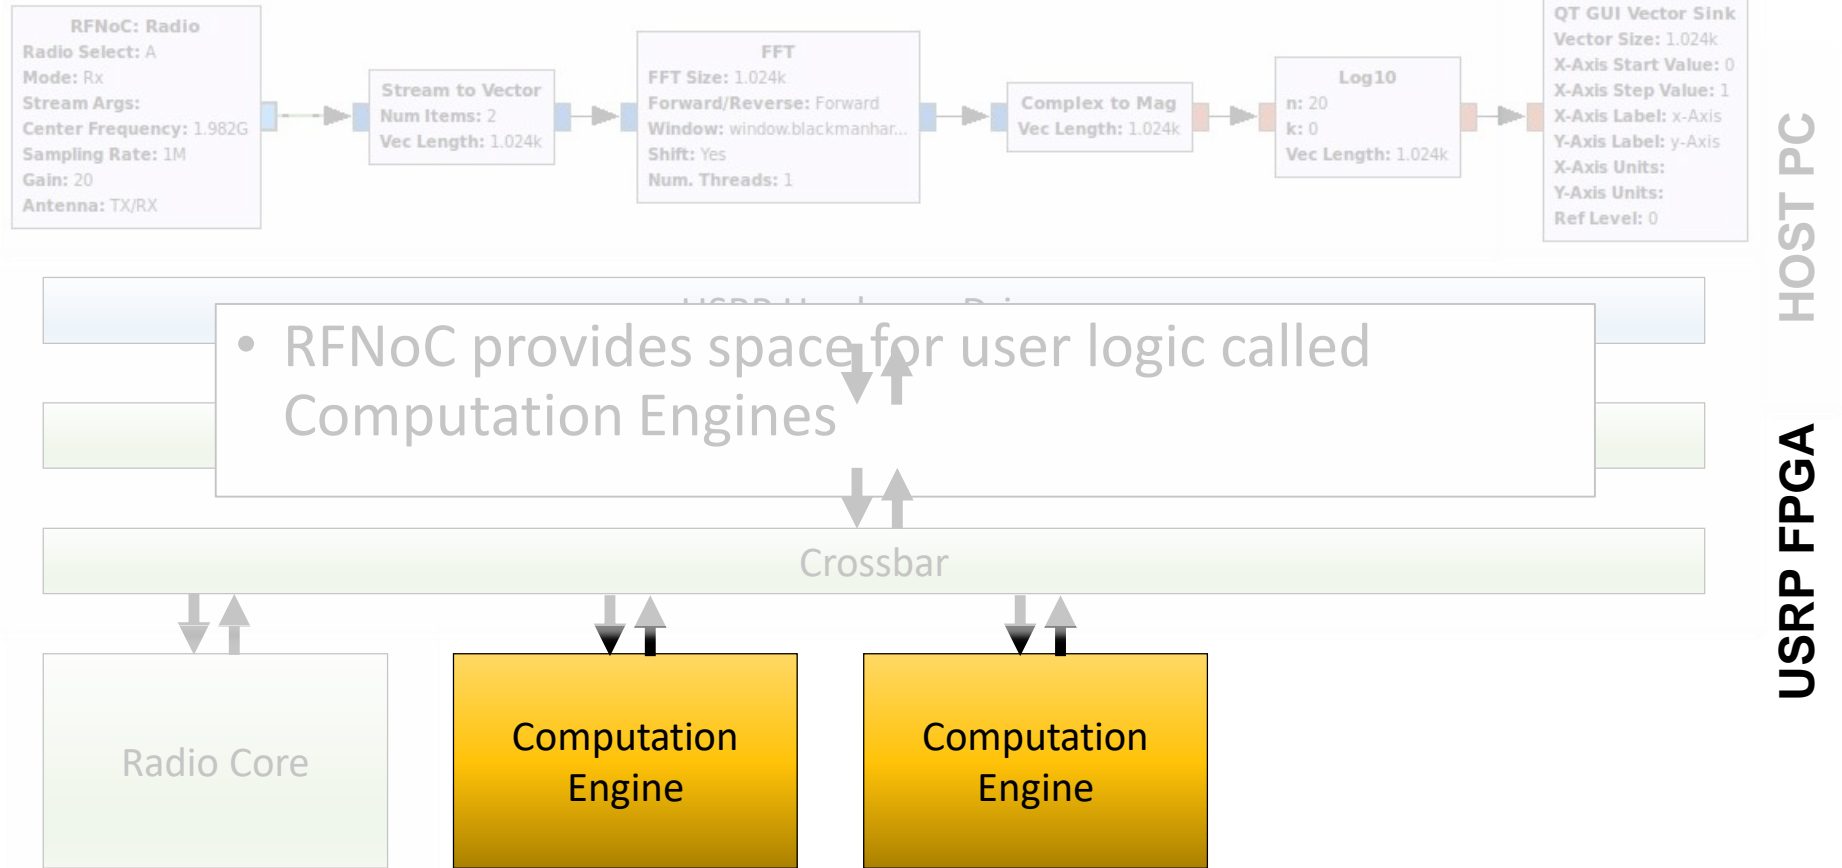 RFNoC: Radio
Radio Select: A
Mode: Rx
Stream Args:
Center Frequency: 1.982G
Sampling Rate: 1M
Gain: 20
Antenna: TX/RX
Stream to Vector
Num Items: 2
Vec Length: 1.024k
FFT
FFT Size: 1.024k
Forward/Reverse: Forward
Window: window.blackmanhar...
Shift: Yes
Num. Threads: 1
Complex to Mag
Vec Length: 1.024k
Log10
n: 20
k: 0
Vec Length: 1.024k
QT GUI Vector Sink
Vector Size: 1.024k
X-Axis Start Value: 0
X-Axis Step Value: 1
X-Axis Label: x-Axis
Y-Axis Label: y-Axis
X-Axis Units:
Y-Axis Units:
Ref Level: 0
HOST PC
• RFNoC provides space for user logic called
Computation Engines
USRP FPGA
Crossbar
Radio Core
Computation
Engine
Computation
Engine